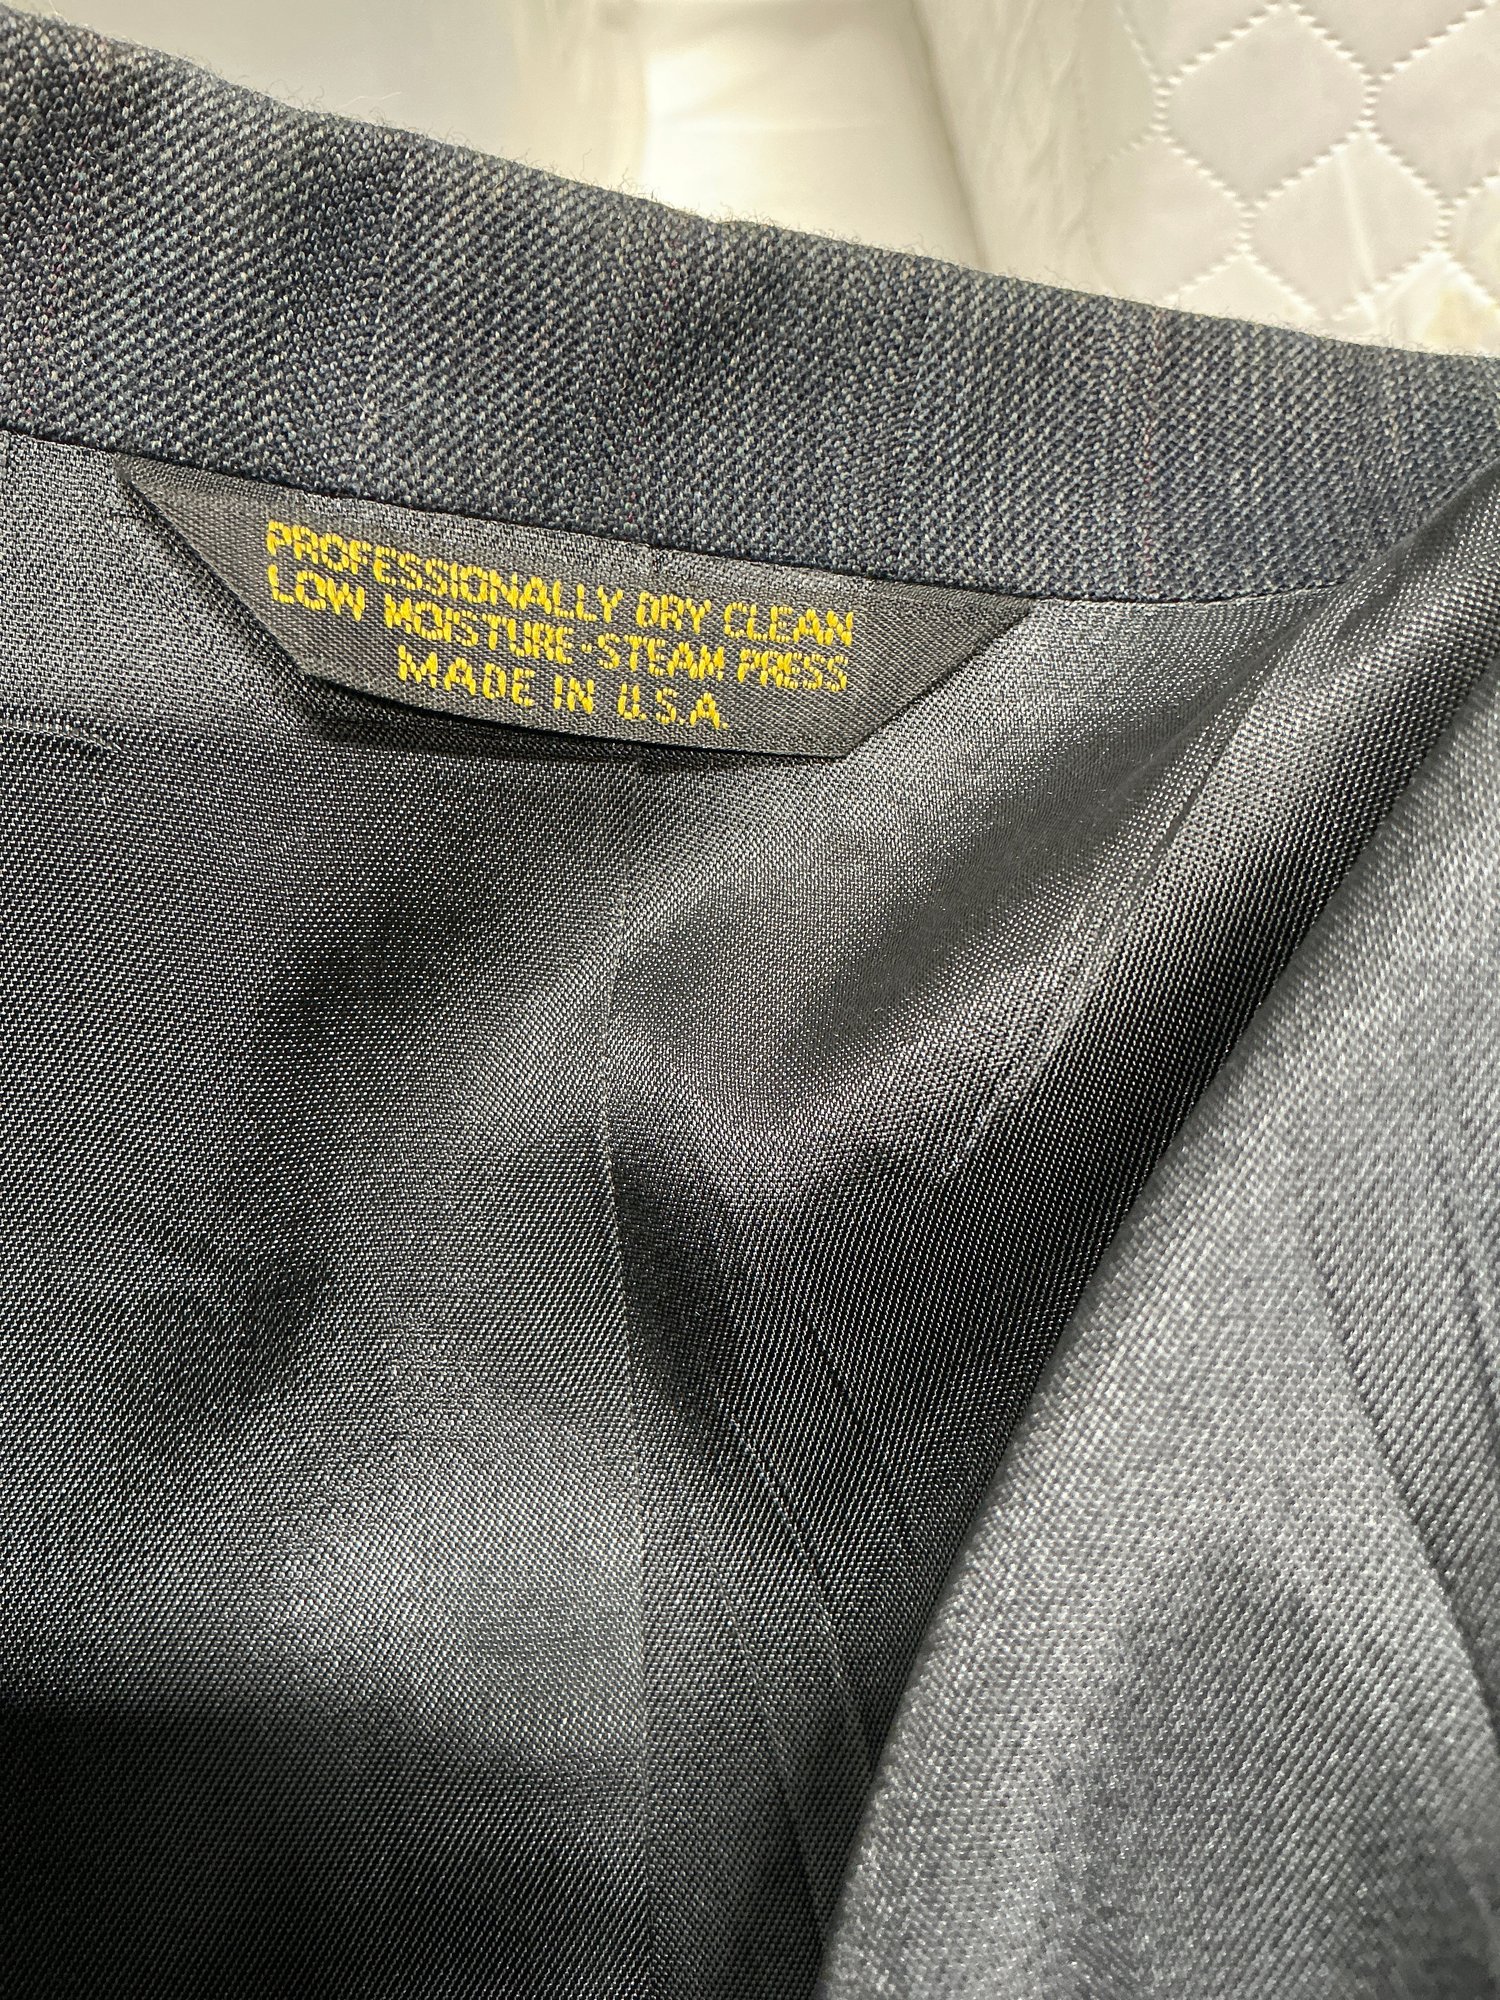 PROFESSIONALLY DRY CLEAN
LOW MOISTURE-STEAM PRESS
MADE IN U.S.A.